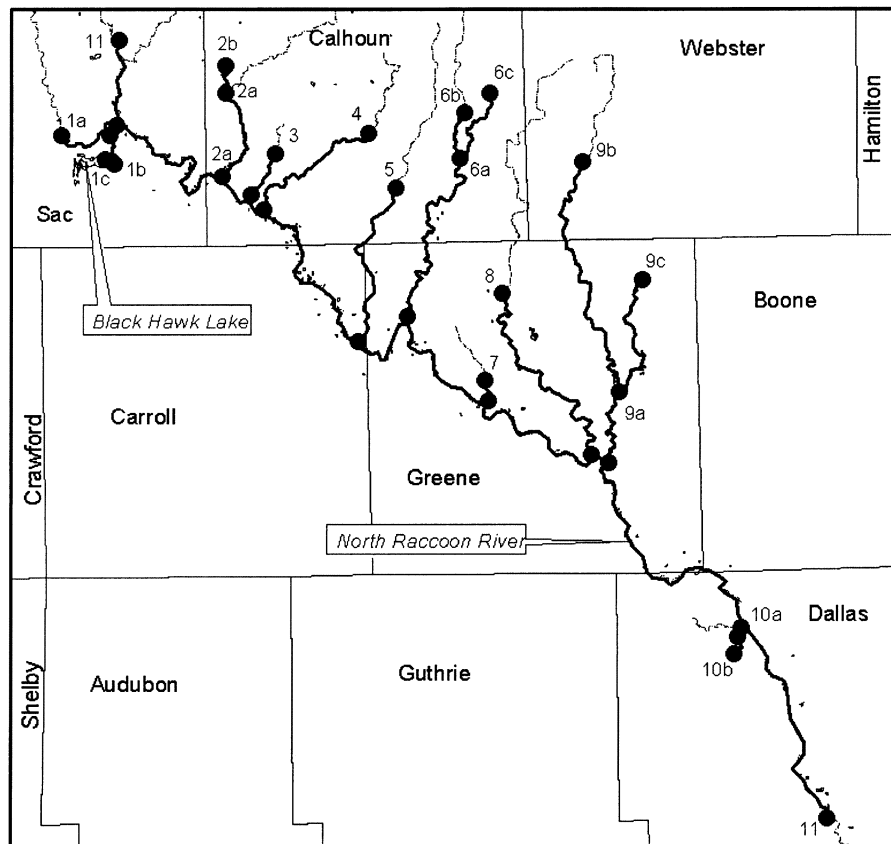 Calhoun
Webster
Hamilton
11
2b
2a
6c
6b
1a
4
3
9b
2a
6a
1b
1c
5
Sac
8
9c
Boone
Black Hawk Lake
7
9a
Carroll
Crawford
Greene
North Raccoon River
10a
Dallas
10b
Guthrie
Audubon
Shelby
11